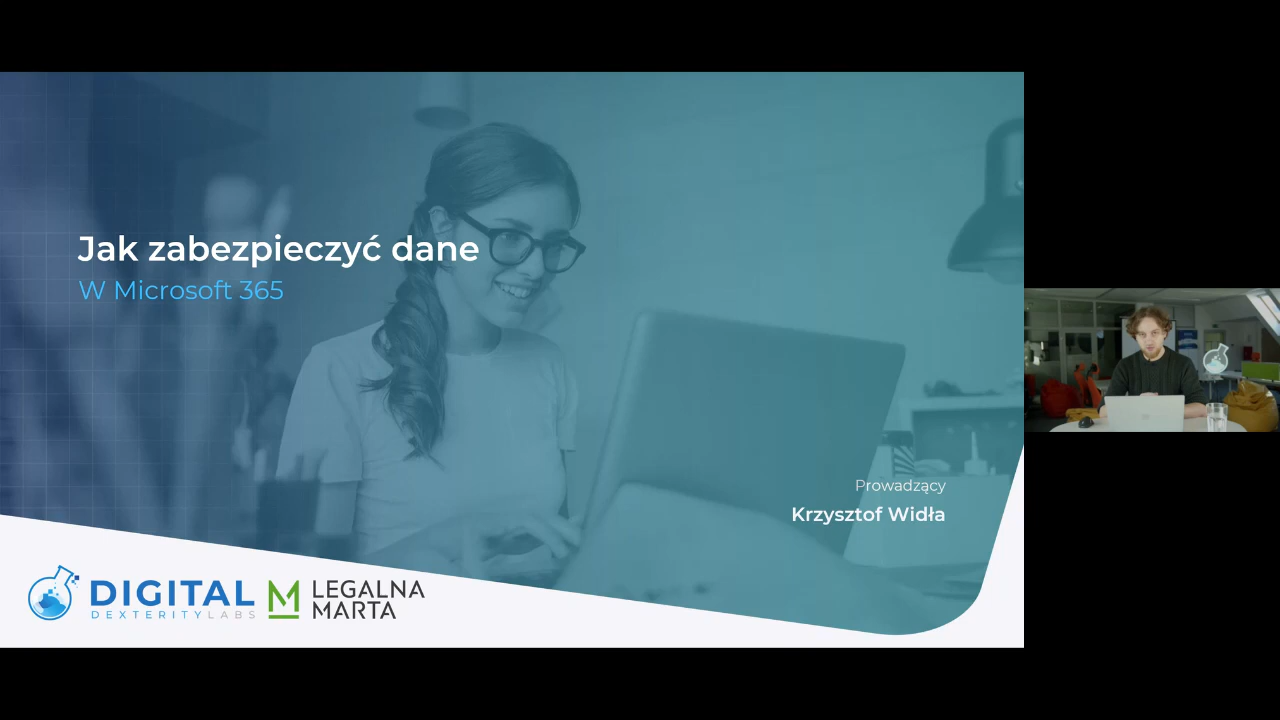 Jak zabezpieczyć dane
W Microsoft 365
Prowadzący
Krzysztof Widła
DIGITAL
DEXTERITY LABS
LEGALNA
MARTA